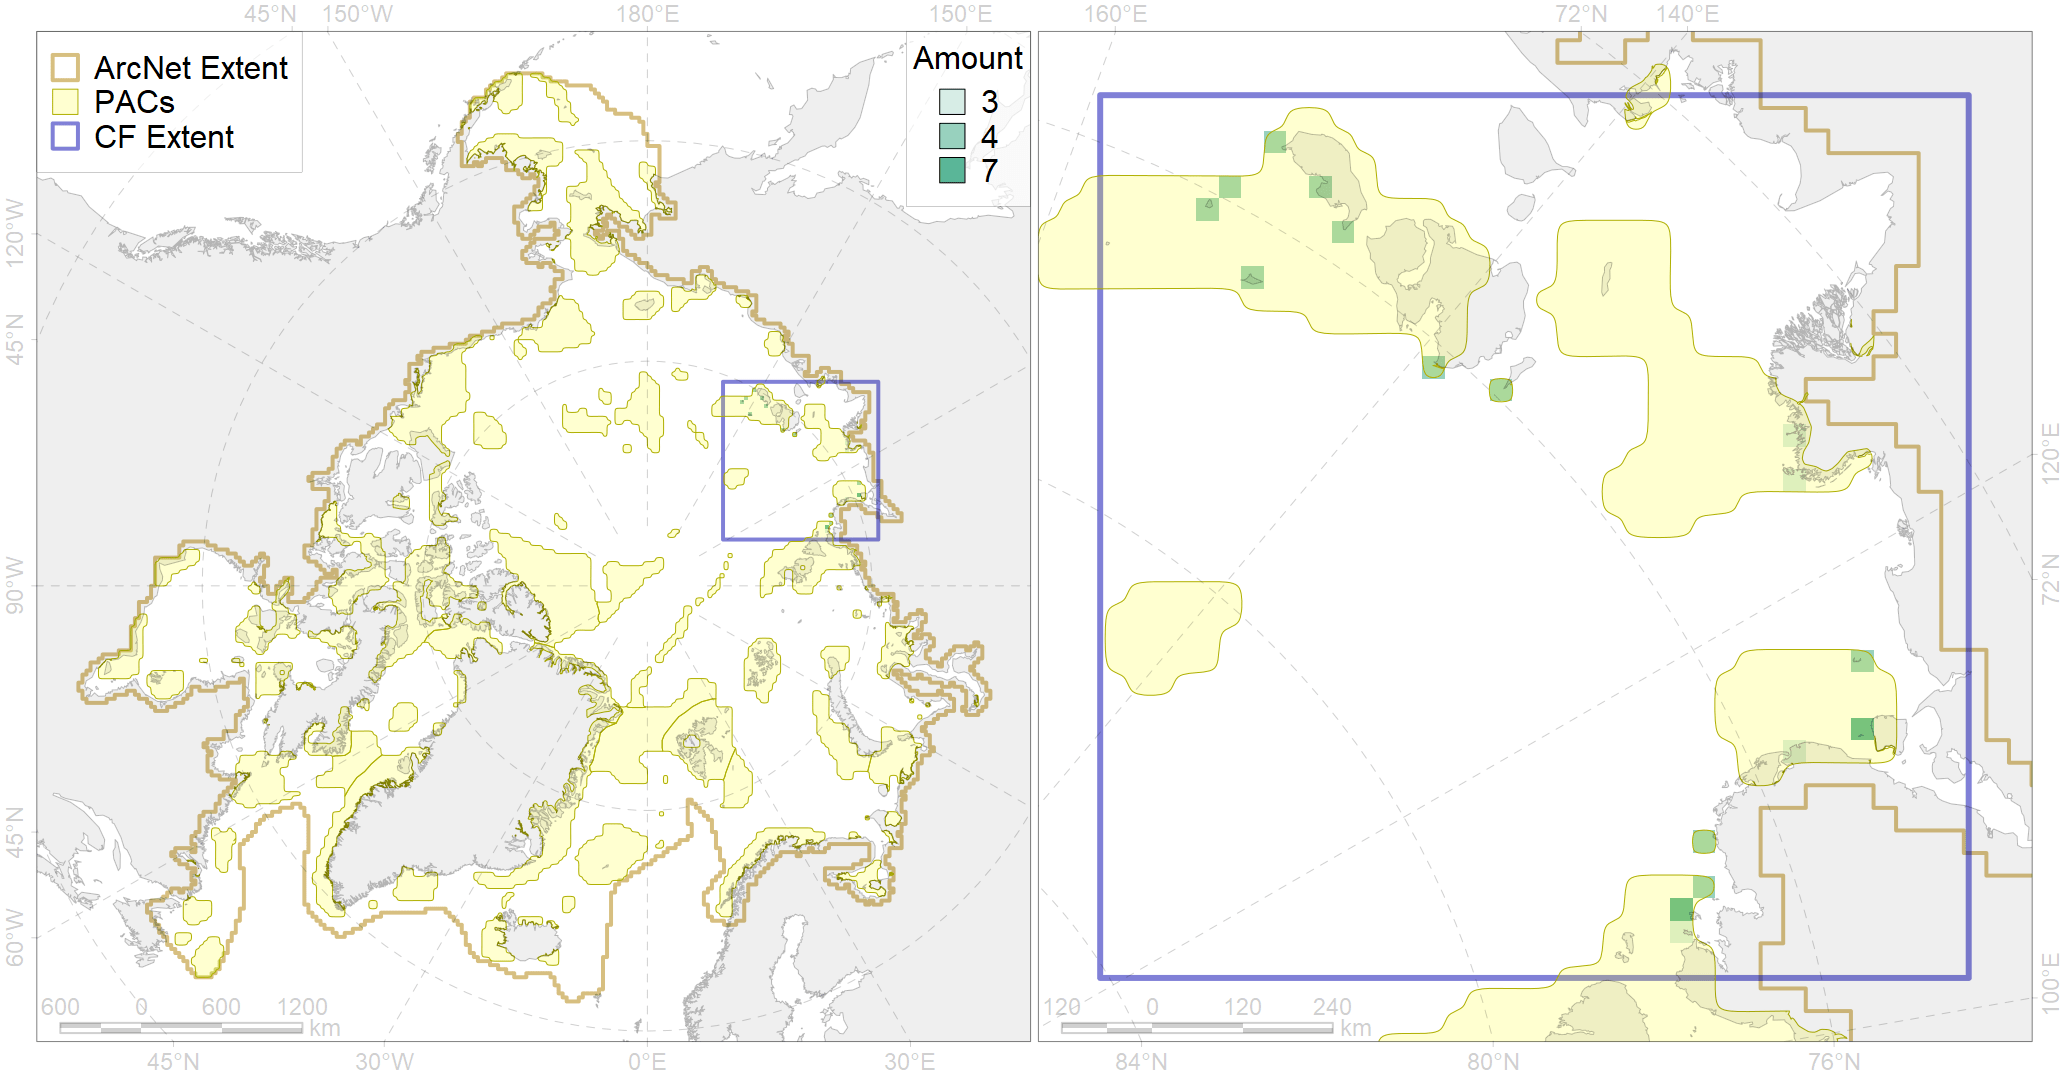 45°N 150°W 180°E 150°E 160°E 72°N 140°E
ArcNet Extent
PACs
CF Extent
Amount
3
4
7
120°W
45°N
90°W
45°N
60°W
120°E
72°N
100°E
600 0 600 1200
km
120 0 120 240
km
45°N 30°W 0°E 30°E 84°N 80°N 76°N